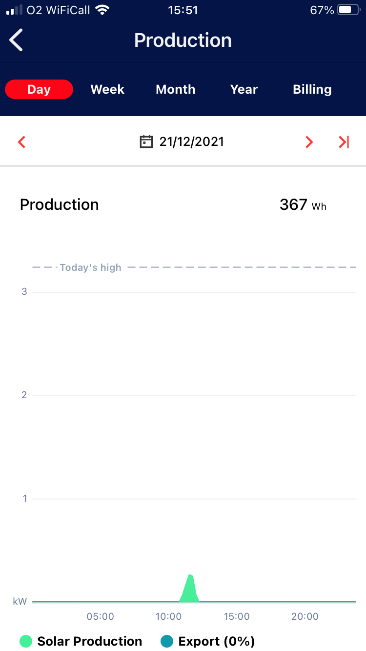 O2 WiFiCall 15:51 67%
Production
Day Week Month Year Billing
21/12/2021
Production 367 Wh
Today's high
3
2
1
kW
05:00 10:00 15:00 20:00
Solar Production Export (0%)